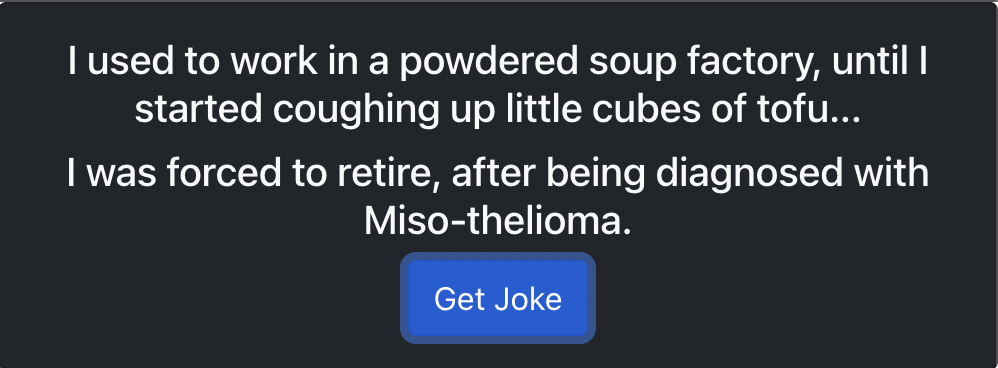 I used to work in a powdered soup factory, until I
started coughing up little cubes of tofu...
I was forced to retire, after being diagnosed with
Miso-thelioma.
Get Joke